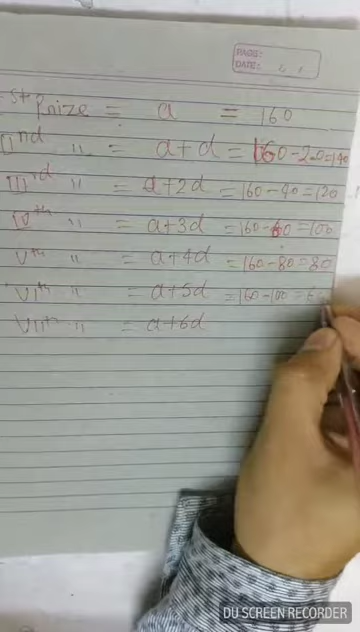 PAGE:
DATE:
Ist Prize = a = 160
IInd " = a+d = 160-20=140
IIIrd " = a+2d = 160-40=120
IVth " = a+3d = 160-60=100
Vth " = a+4d = 160-80=80
VIth " = a+5d = 160-100=6
VIIth " = a+6d
DU SCREEN RECORDER